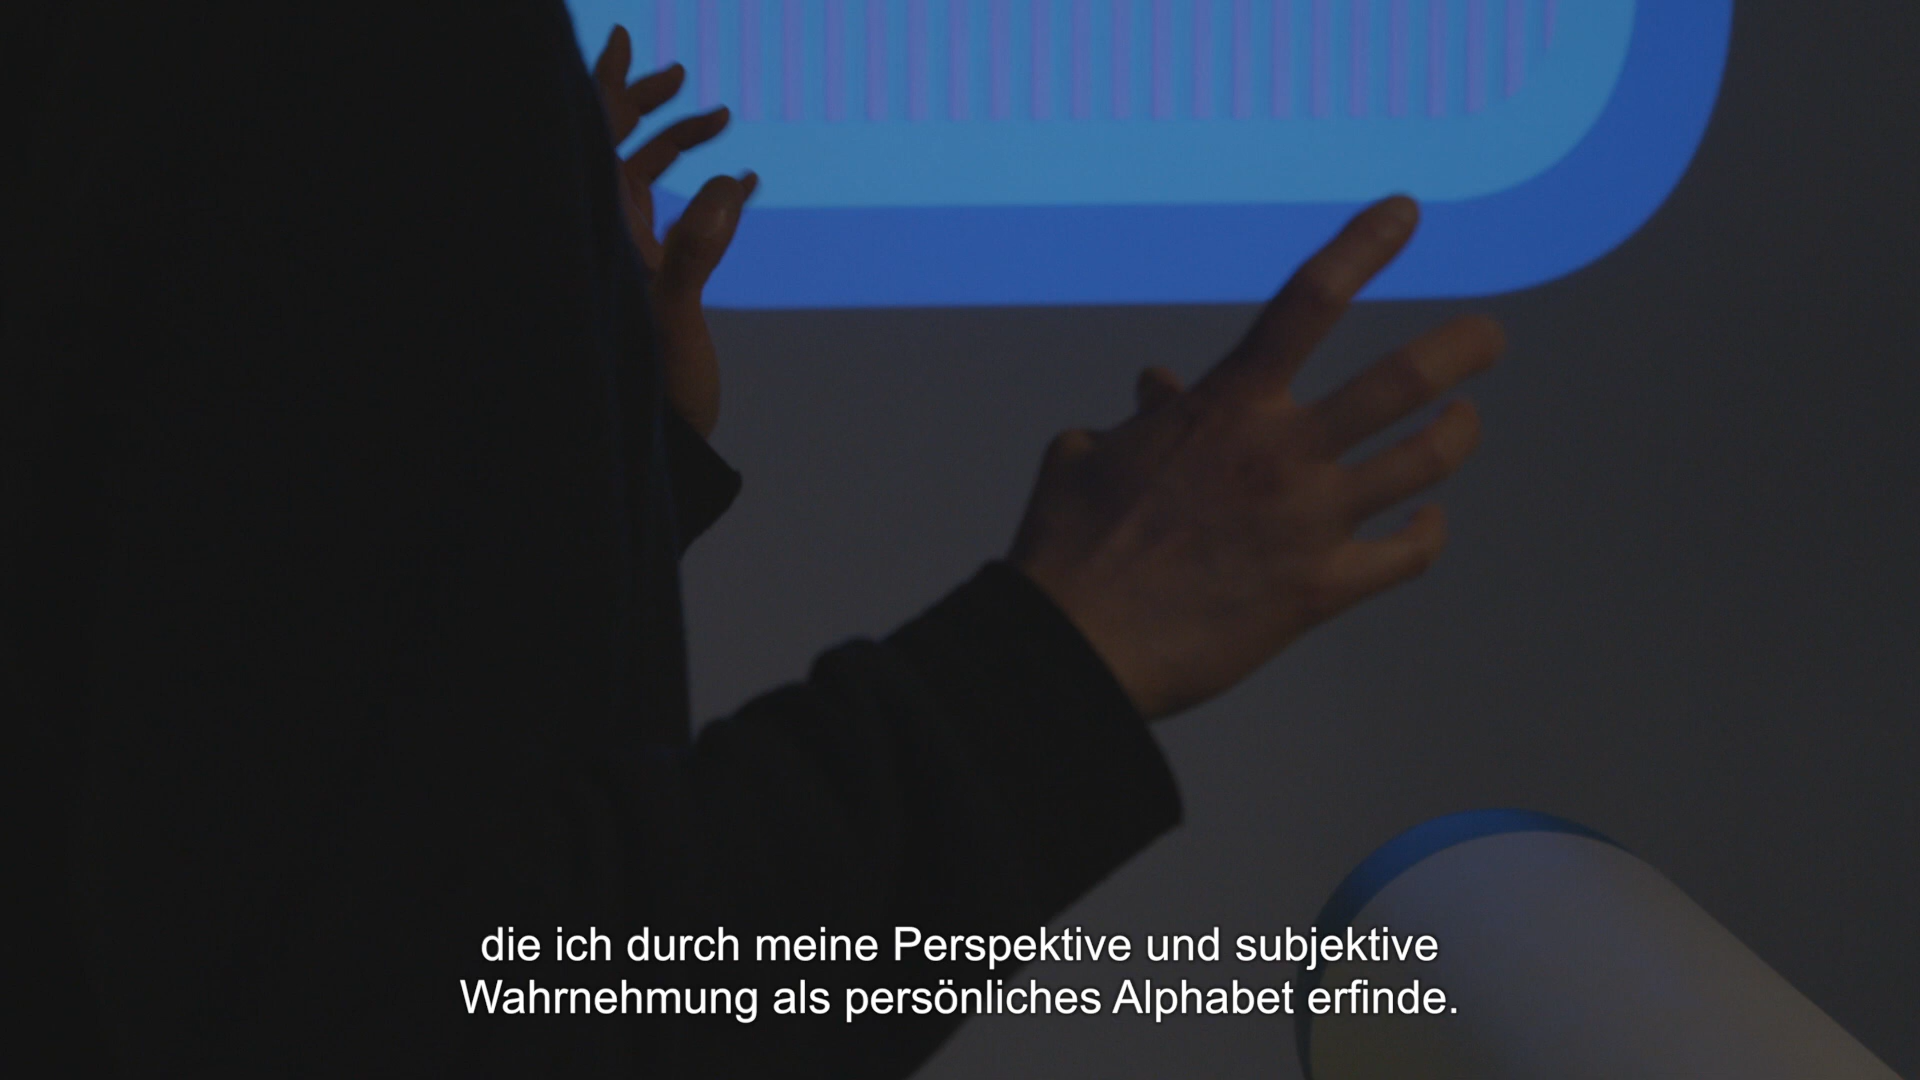 die ich durch meine Perspektive und subjektive
Wahrnehmung als persönliches Alphabet erfinde.